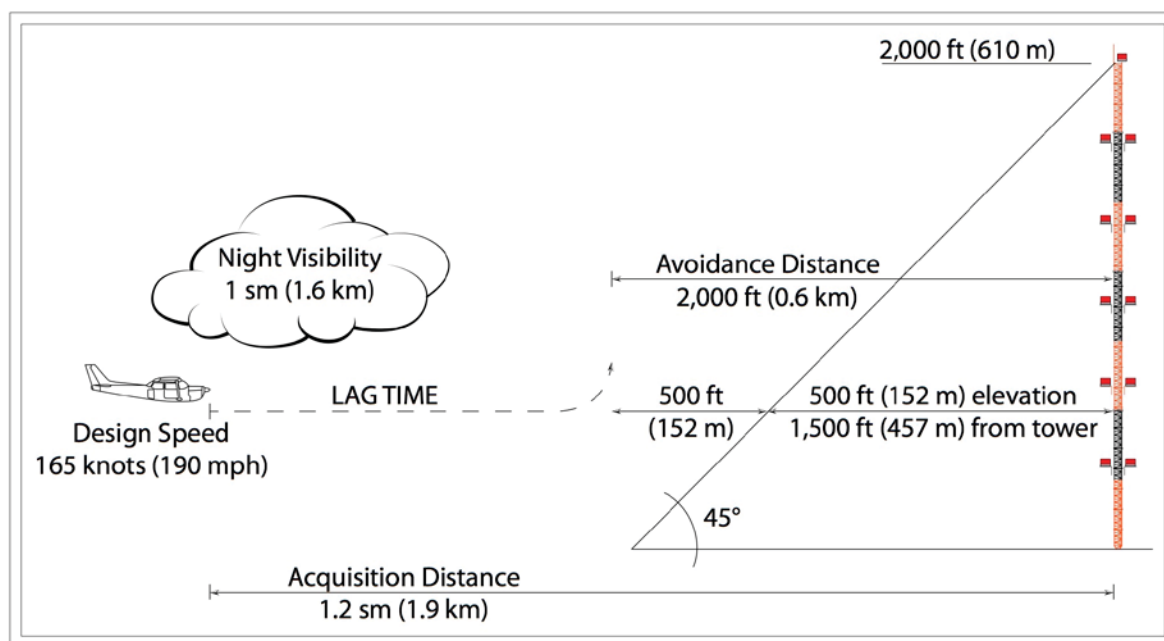 2,000 ft (610 m)
Night Visibility
1 sm (1.6 km)
Avoidance Distance
2,000 ft (0.6 km)
LAG TIME
500 ft
(152 m)
500 ft (152 m) elevation
1,500 ft (457 m) from tower
Design Speed
165 knots (190 mph)
45°
Acquisition Distance
1.2 sm (1.9 km)